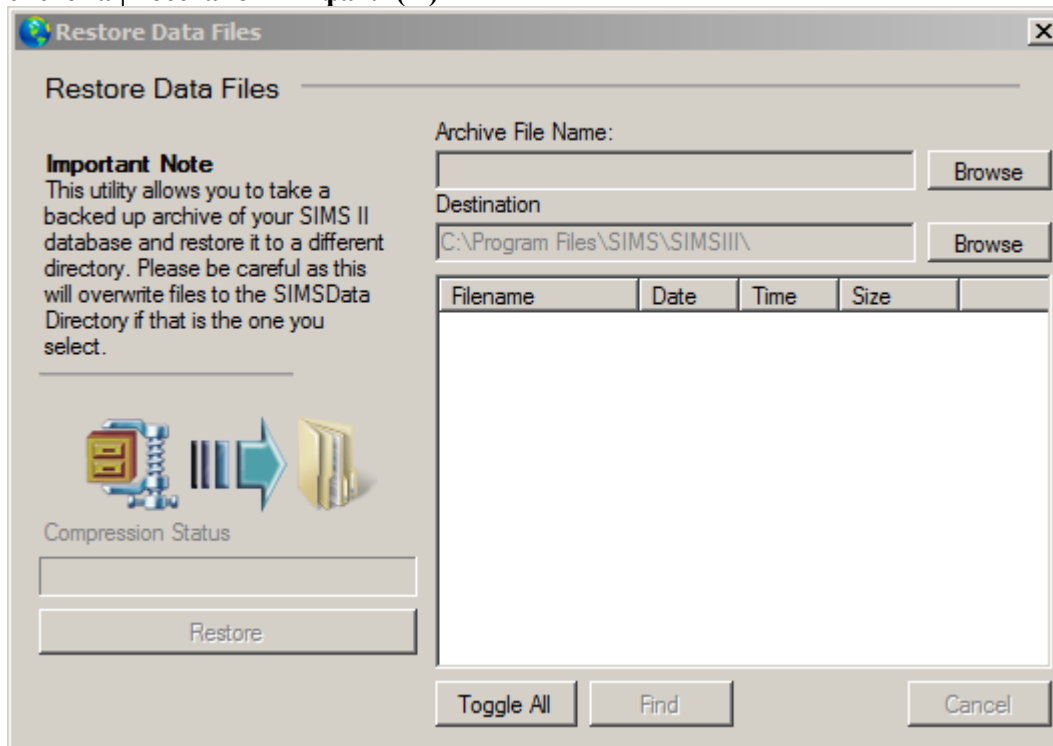 Restore Data Files
Restore Data Files
Important Note
This utility allows you to take a
backed up archive of your SIMS II
database and restore it to a different
directory. Please be careful as this
will overwrite files to the SIMSData
Directory if that is the one you
select.
Compression Status
Restore
Archive File Name:
Browse
Destination
C:\Program Files\SIMS\SIMSIII\
Browse
Filename Date Time Size
Toggle All Find Cancel